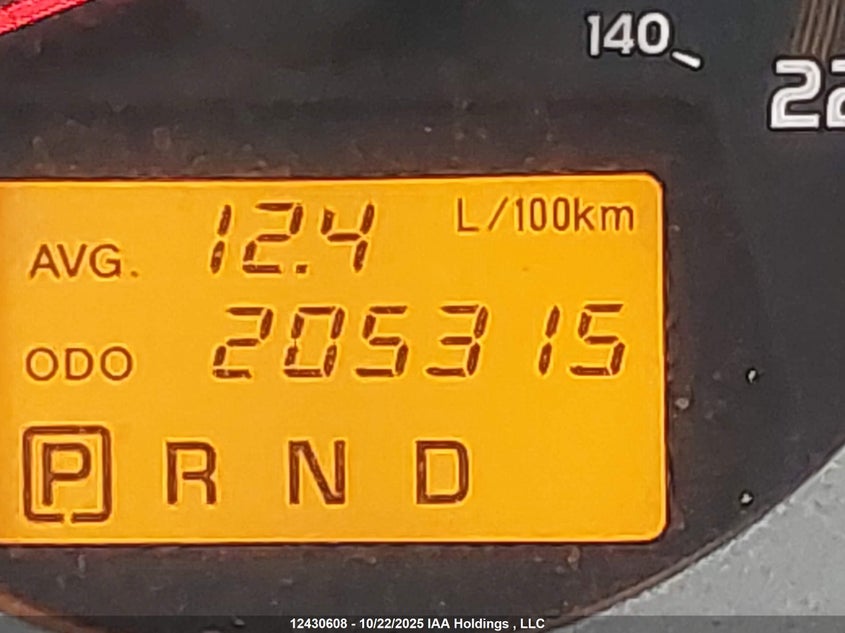 140
22
AVG. 12.4 L/100km
ODO 205315
P R N D
12430608 - 10/22/2025 IAA Holdings , LLC